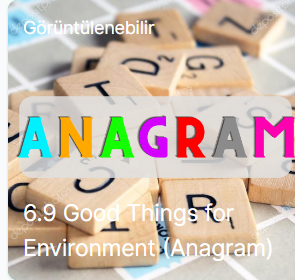 Görüntülenebilir
ANAGRAM
6.9 Good Things for
Environment (Anagram)